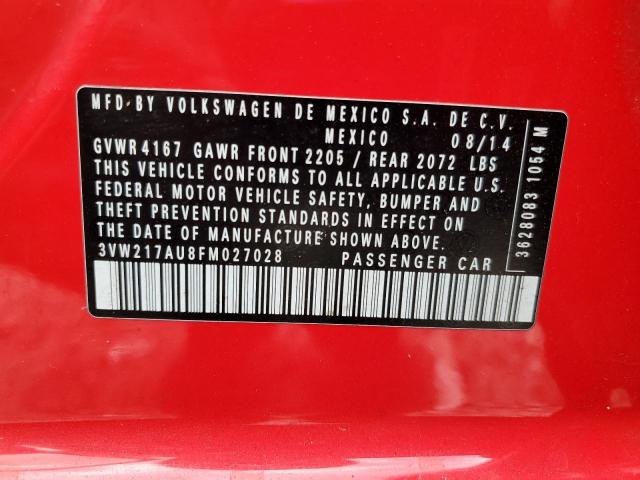 MFD.BY VOLKSWAGEN DE MEXICO S.A. DE C.V.
MEXICO 08/14
GVWR 4167 GAWR FRONT 2205 / REAR 2072 LBS
THIS VEHICLE CONFORMS TO ALL APPLICABLE U.S.
FEDERAL MOTOR VEHICLE SAFETY, BUMPER AND
THEFT PREVENTION STANDARDS IN EFFECT ON
THE DATE OF MANUFACTURE SHOWN ABOVE.
3VW217AU8FM027028 PASSENGER CAR
3628083 1054 M